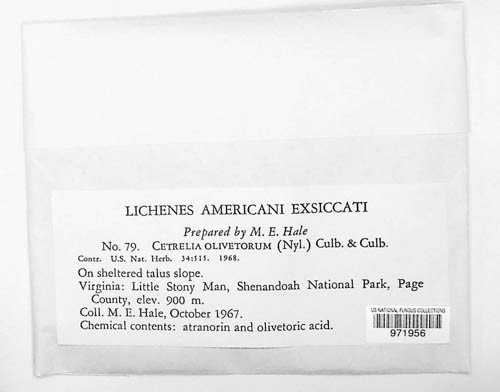 LICHENES AMERICANI EXSICCATI
Prepared by M. E. Hale
No. 79. CETRELIA OLIVETORUM (Nyl.) Culb. & Culb.
Contr. U.S. Nat. Herb. 34:515. 1968.
On sheltered talus slope.
Virginia: Little Stony Man, Shenandoah National Park, Page
County, elev. 900 m.
Coll. M. E. Hale, October 1967.
Chemical contents: atranorin and olivetoric acid.
US NATIONAL FUNGUS COLLECTIONS
971956